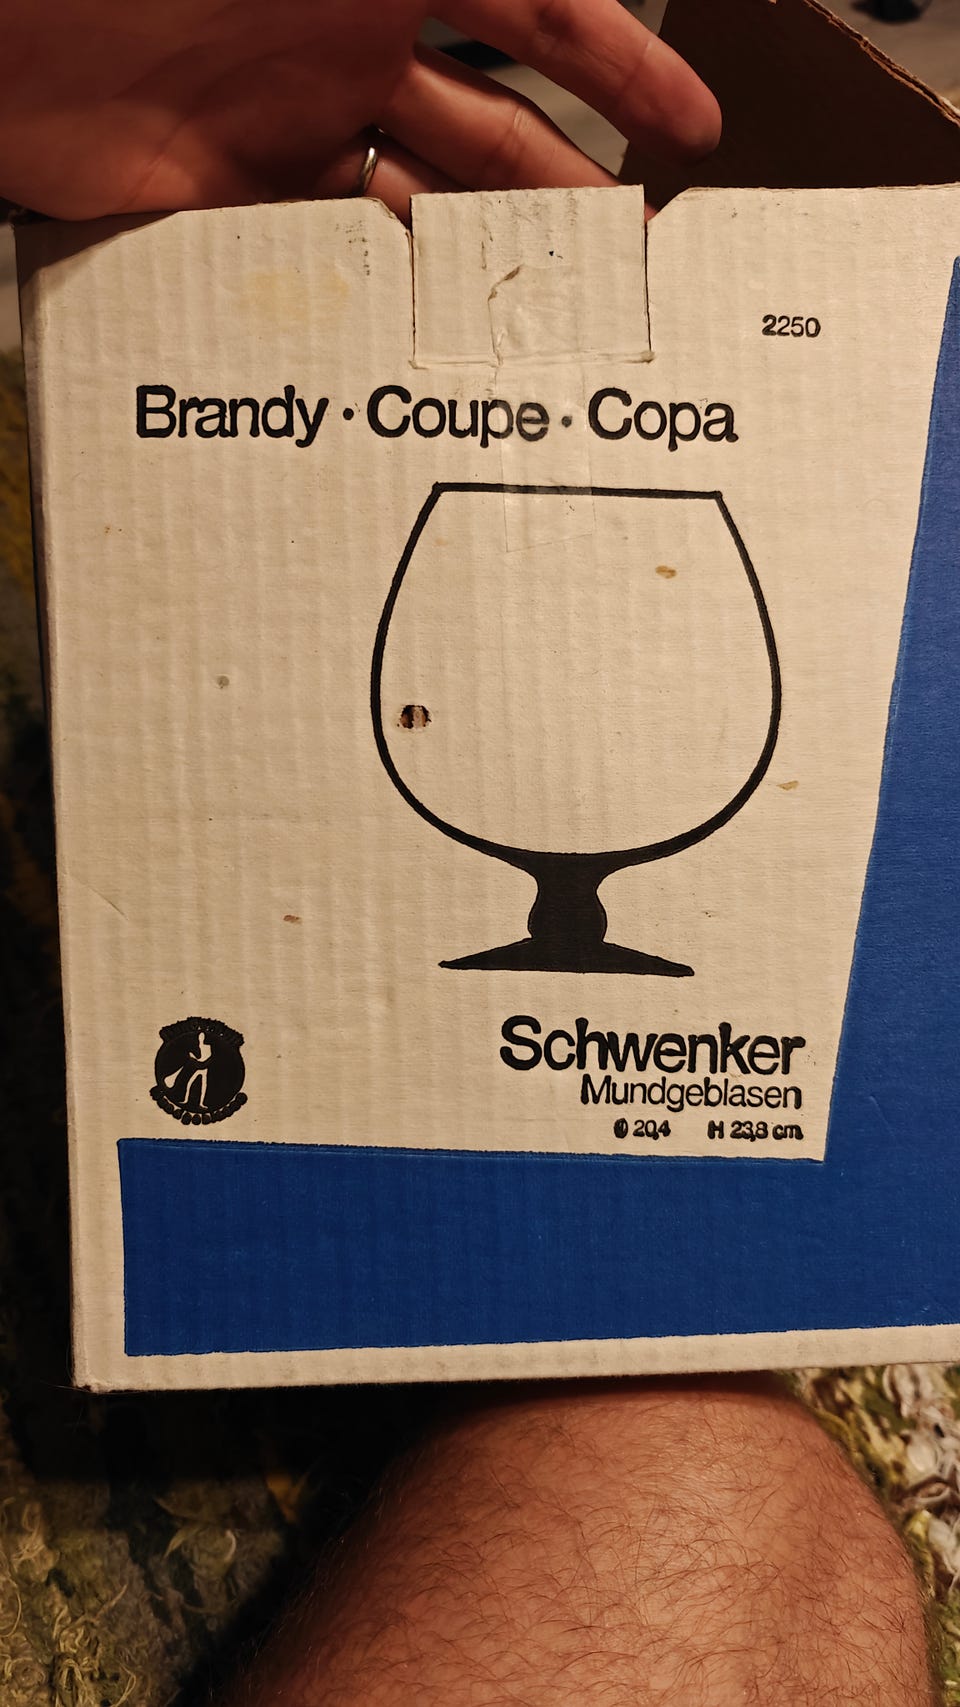 2250
Brandy · Coupe · Copa
Schwenker
Mundgeblasen
Ø 20,4 H 23,8 cm